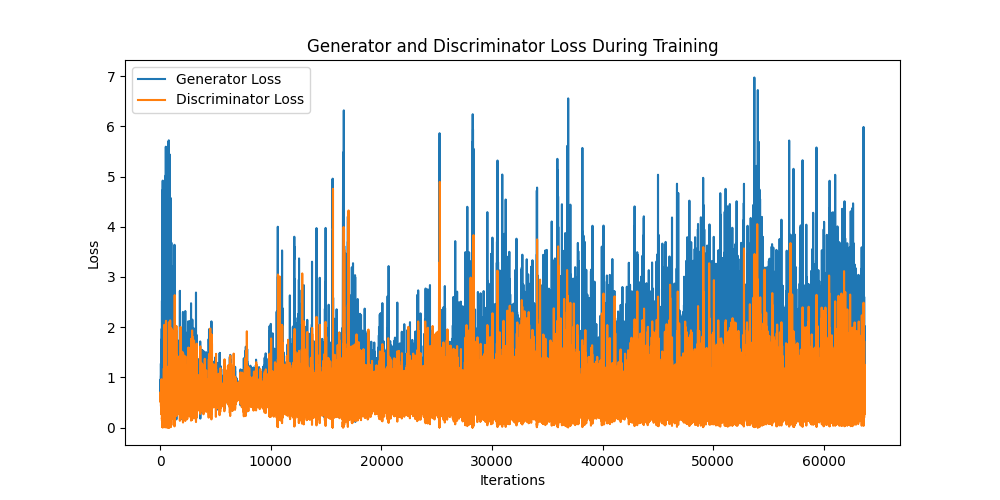 Generator and Discriminator Loss During Training
Generator Loss
Discriminator Loss
7
6
5
4
3
2
1
0
Loss
0 10000 20000 30000 40000 50000 60000
Iterations